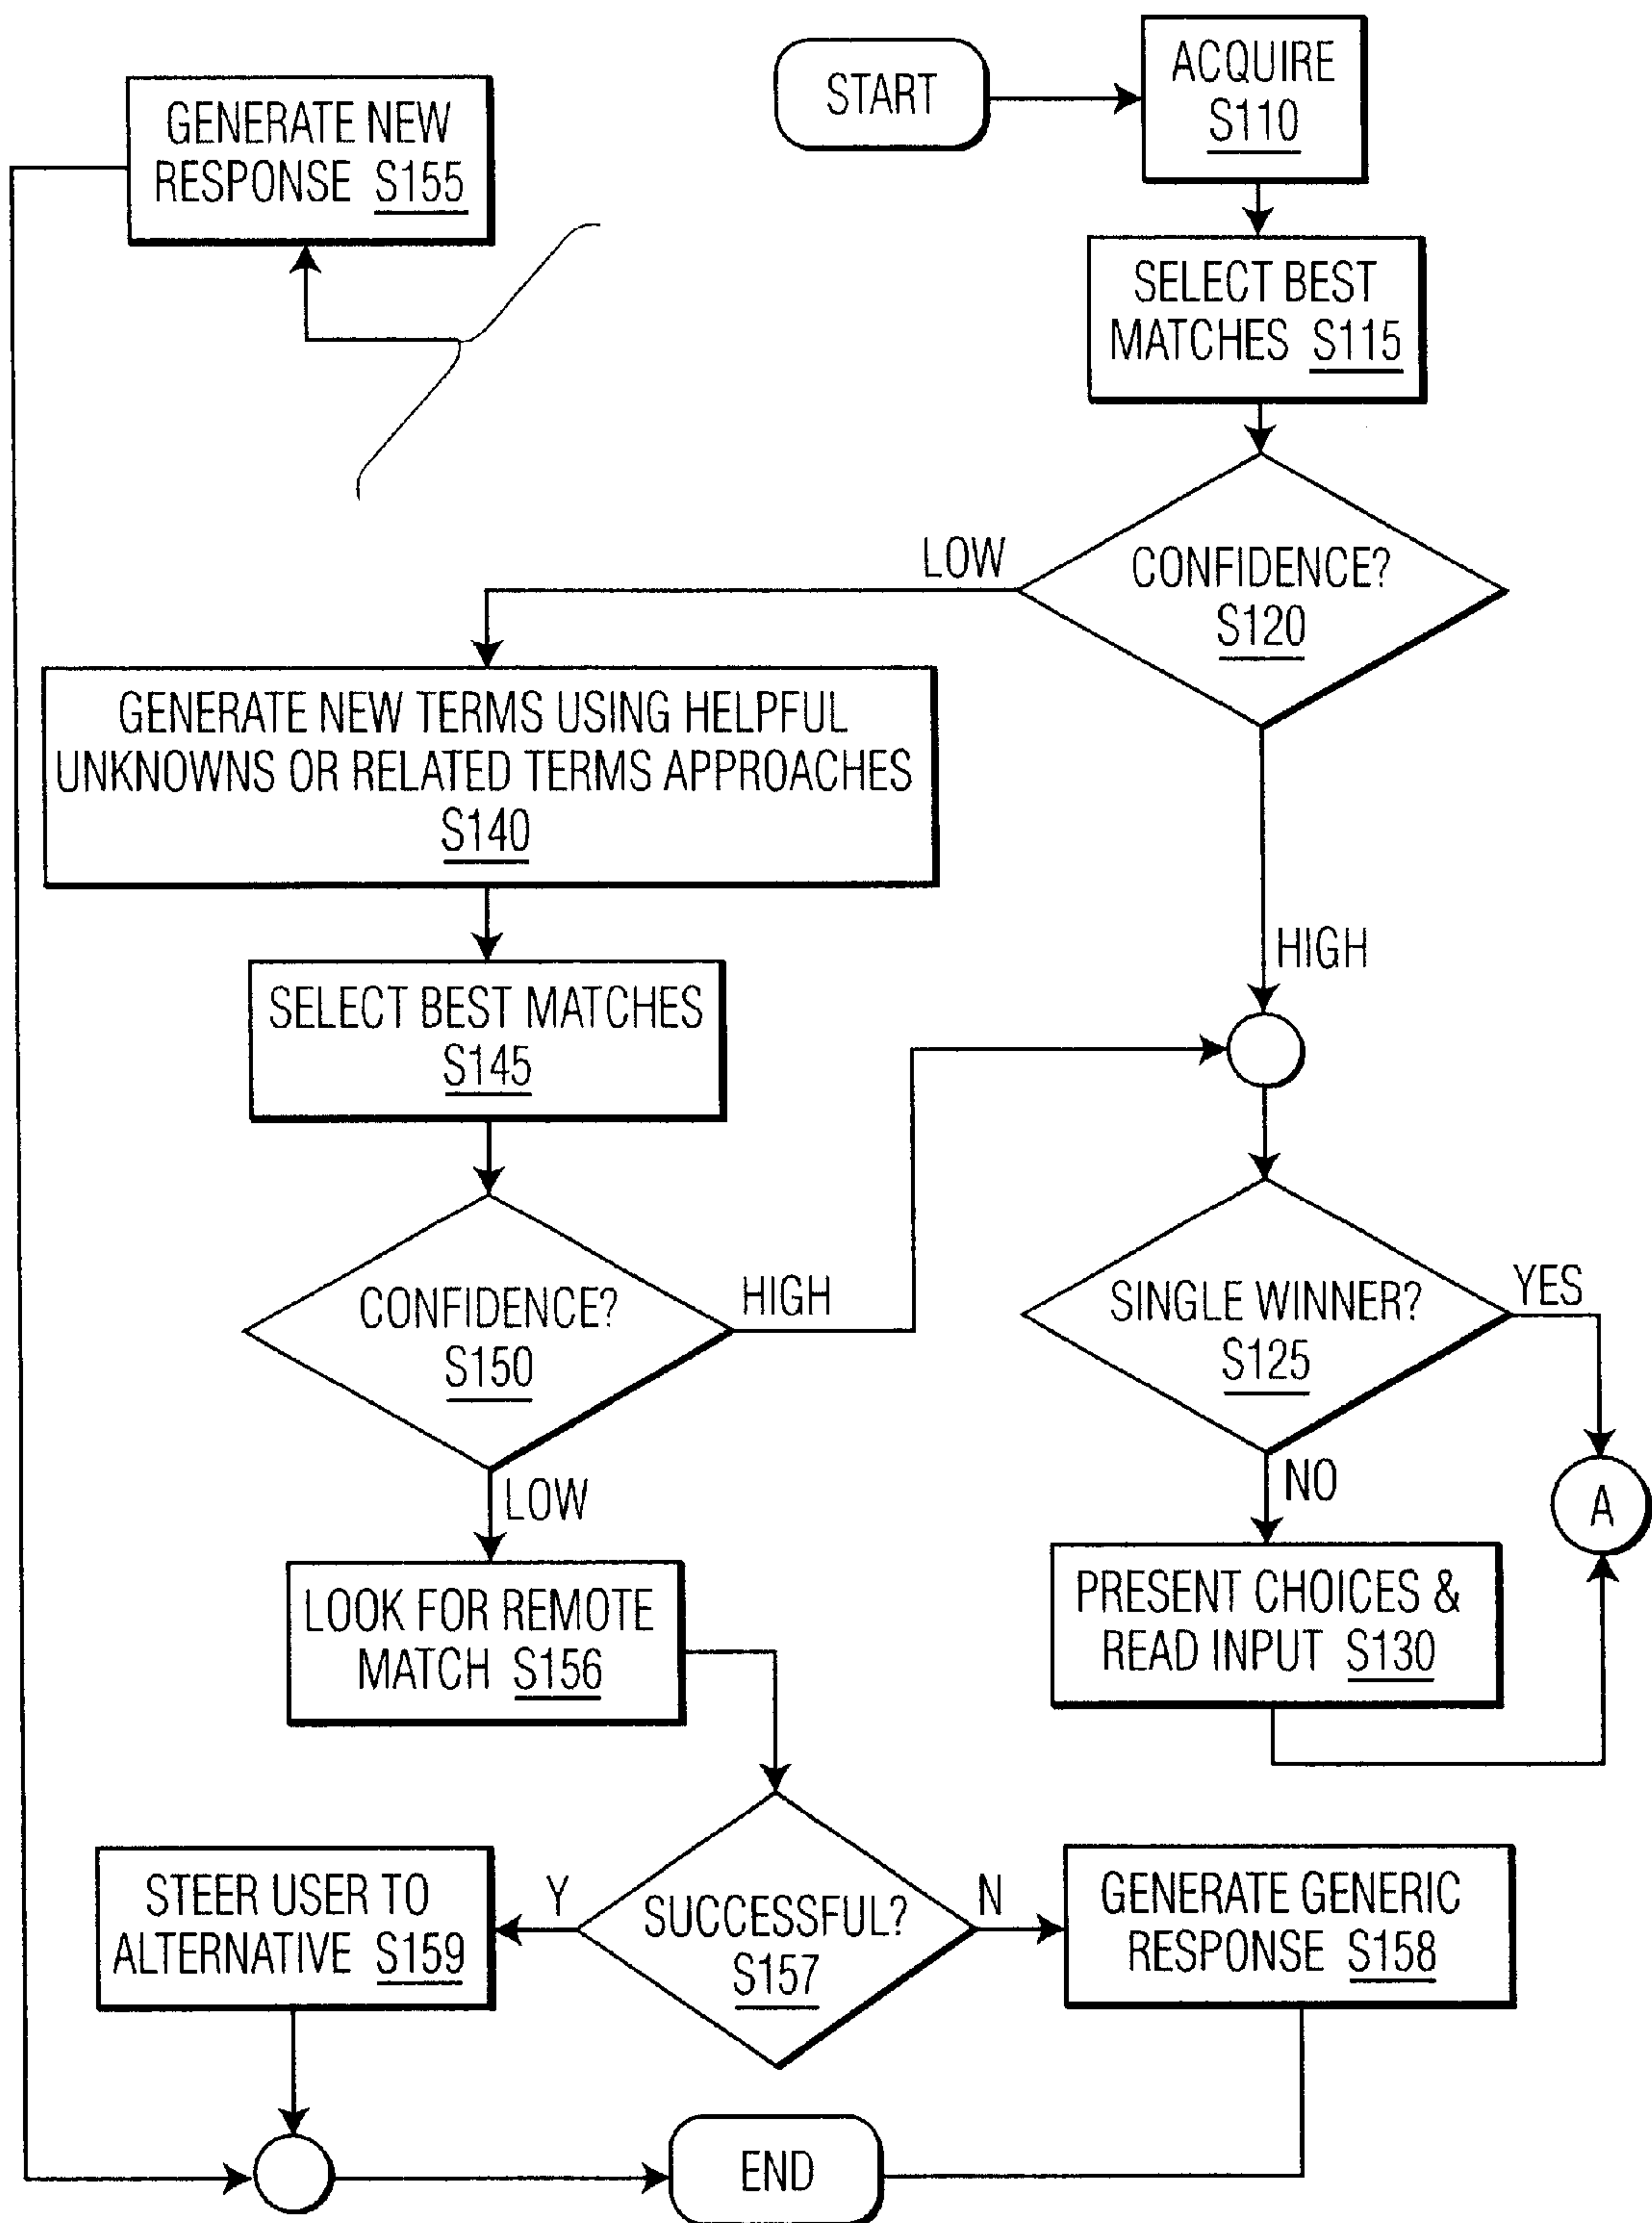 START
ACQUIRE
S110
GENERATE NEW
RESPONSE S155
SELECT BEST
MATCHES S115
LOW
CONFIDENCE?
S120
HIGH
GENERATE NEW TERMS USING HELPFUL
UNKNOWNS OR RELATED TERMS APPROACHES
S140
SELECT BEST MATCHES
S145
CONFIDENCE?
S150
HIGH
LOW
SINGLE WINNER?
S125
YES
NO
A
PRESENT CHOICES &
READ INPUT S130
LOOK FOR REMOTE
MATCH S156
SUCCESSFUL?
S157
Y
N
STEER USER TO
ALTERNATIVE S159
GENERATE GENERIC
RESPONSE S158
END